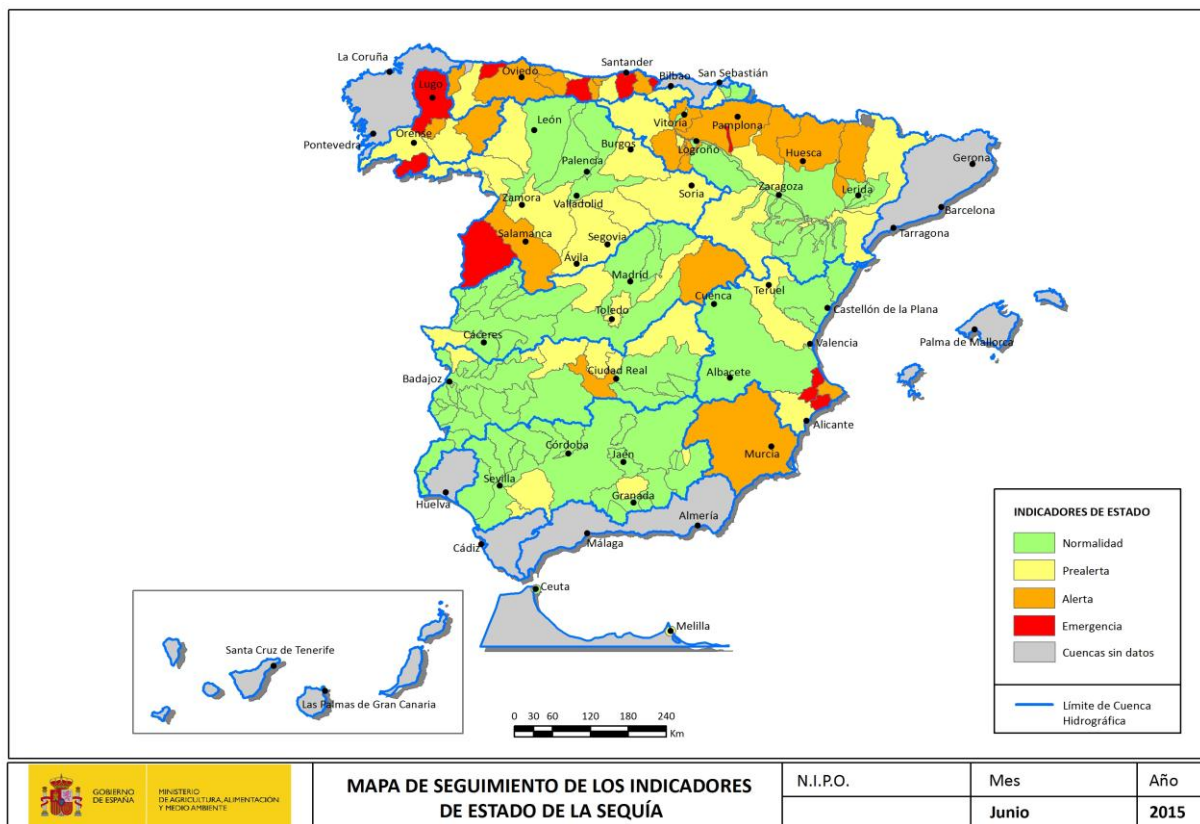 La Coruña
Lugo
Oviedo
Santander
Bilbao
San Sebastián
Pontevedra
Orense
León
Vitoria
Pamplona
Burgos
Logroño
Huesca
Gerona
Palencia
Zaragoza
Lerida
Zamora
Valladolid
Soria
Barcelona
Tarragona
Salamanca
Segovia
Ávila
Madrid
Teruel
Cuenca
Toledo
Castellón de la Plana
Cáceres
Valencia
Palma de Mallorca
Badajoz
Ciudad Real
Albacete
Alicante
Córdoba
Jaén
Murcia
Sevilla
Huelva
Granada
Almería
Cádiz
Málaga
Ceuta
Melilla
Santa Cruz de Tenerife
Las Palmas de Gran Canaria
0 30 60 120 180 240
Km
INDICADORES DE ESTADO
Normalidad
Prealerta
Alerta
Emergencia
Cuencas sin datos
Límite de Cuenca
Hidrográfica
GOBIERNO
DE ESPAÑA
MINISTERIO
DE AGRICULTURA, ALIMENTACIÓN
Y MEDIO AMBIENTE
MAPA DE SEGUIMIENTO DE LOS INDICADORES
DE ESTADO DE LA SEQUÍA
N.I.P.O.
Mes
Año
Junio
2015